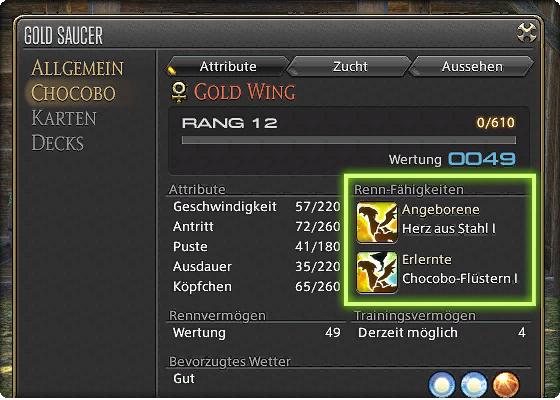 GOLD SAUCER
ALLGEMEIN
CHOCOBO
KARTEN
DECKS
Attribute
Zucht
Aussehen
GOLD WING
RANG 12
0/610
Wertung 0049
Attribute
Geschwindigkeit 57/220
Antritt 72/260
Puste 41/180
Ausdauer 35/220
Köpfchen 65/260
Renn-Fähigkeiten
Angeborene
Herz aus Stahl I
Erlernte
Chocobo-Flüstern I
Rennvermögen
Wertung 49
Trainingsvermögen
Derzeit möglich 4
Bevorzugtes Wetter
Gut